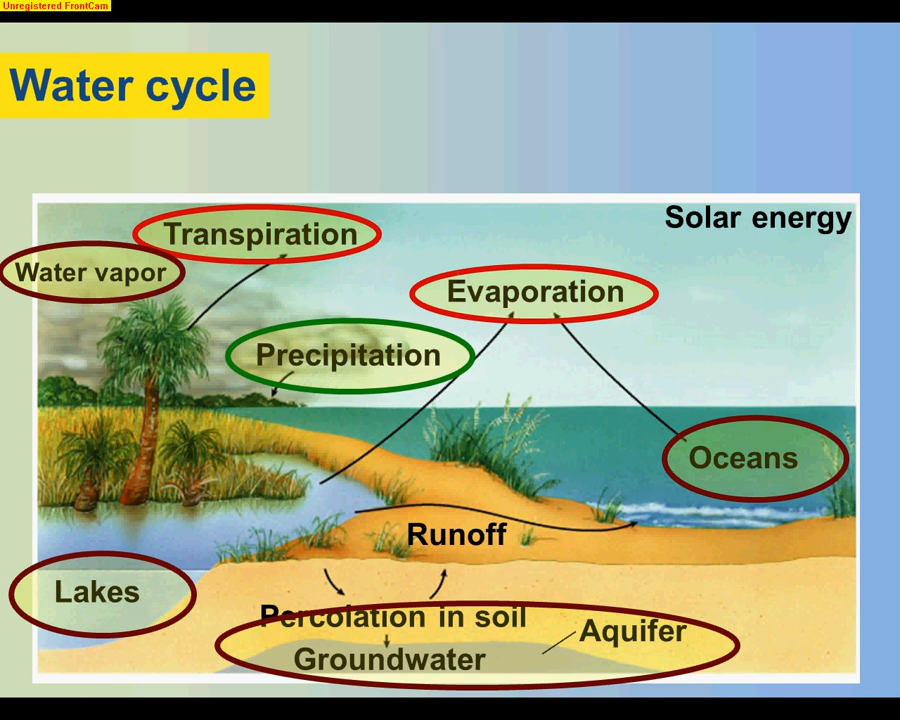 Unregistered FrontCam
Water cycle
Solar energy
Transpiration
Water vapor
Evaporation
Precipitation
Oceans
Runoff
Lakes
Percolation in soil
Aquifer
Groundwater